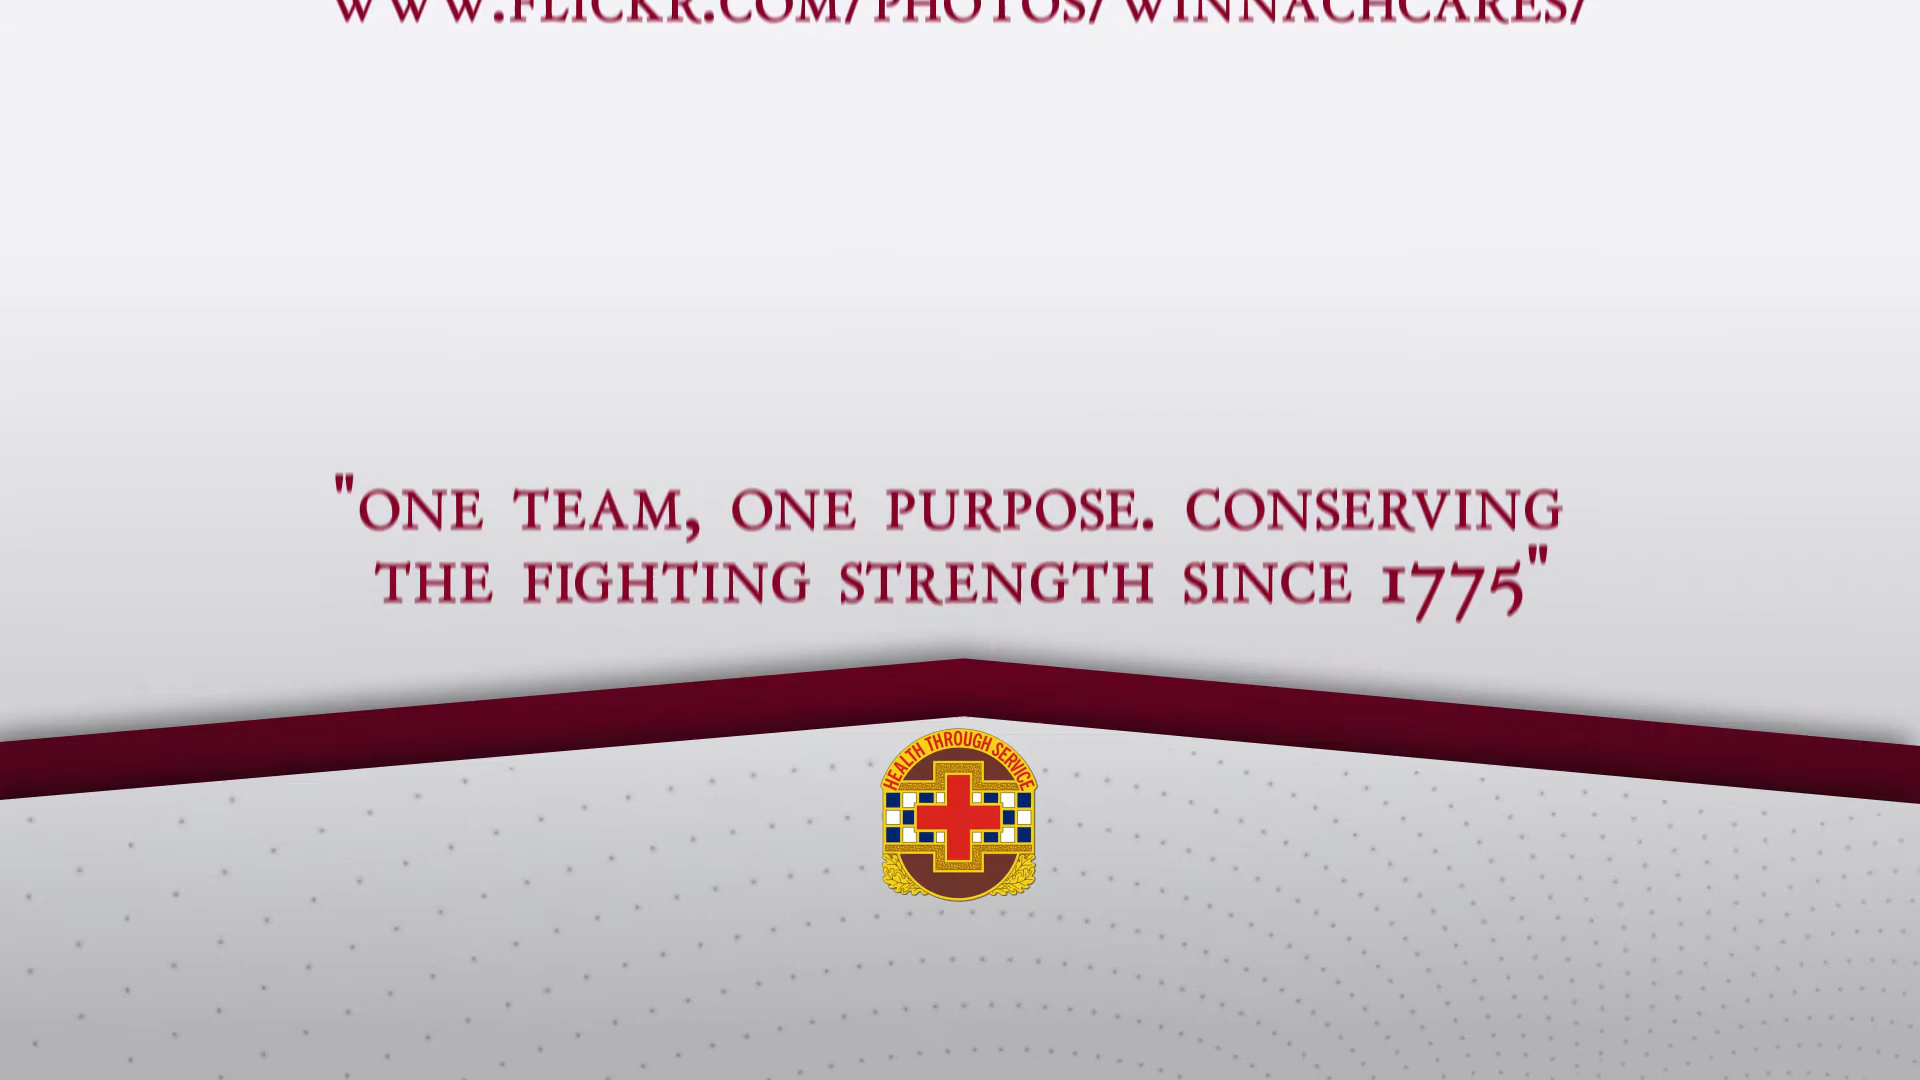 WWW.FLICKR.COM/PHOTOS/WINNACHCARES/
"ONE TEAM, ONE PURPOSE. CONSERVING
THE FIGHTING STRENGTH SINCE 1775"
HEALTH THROUGH SERVICE